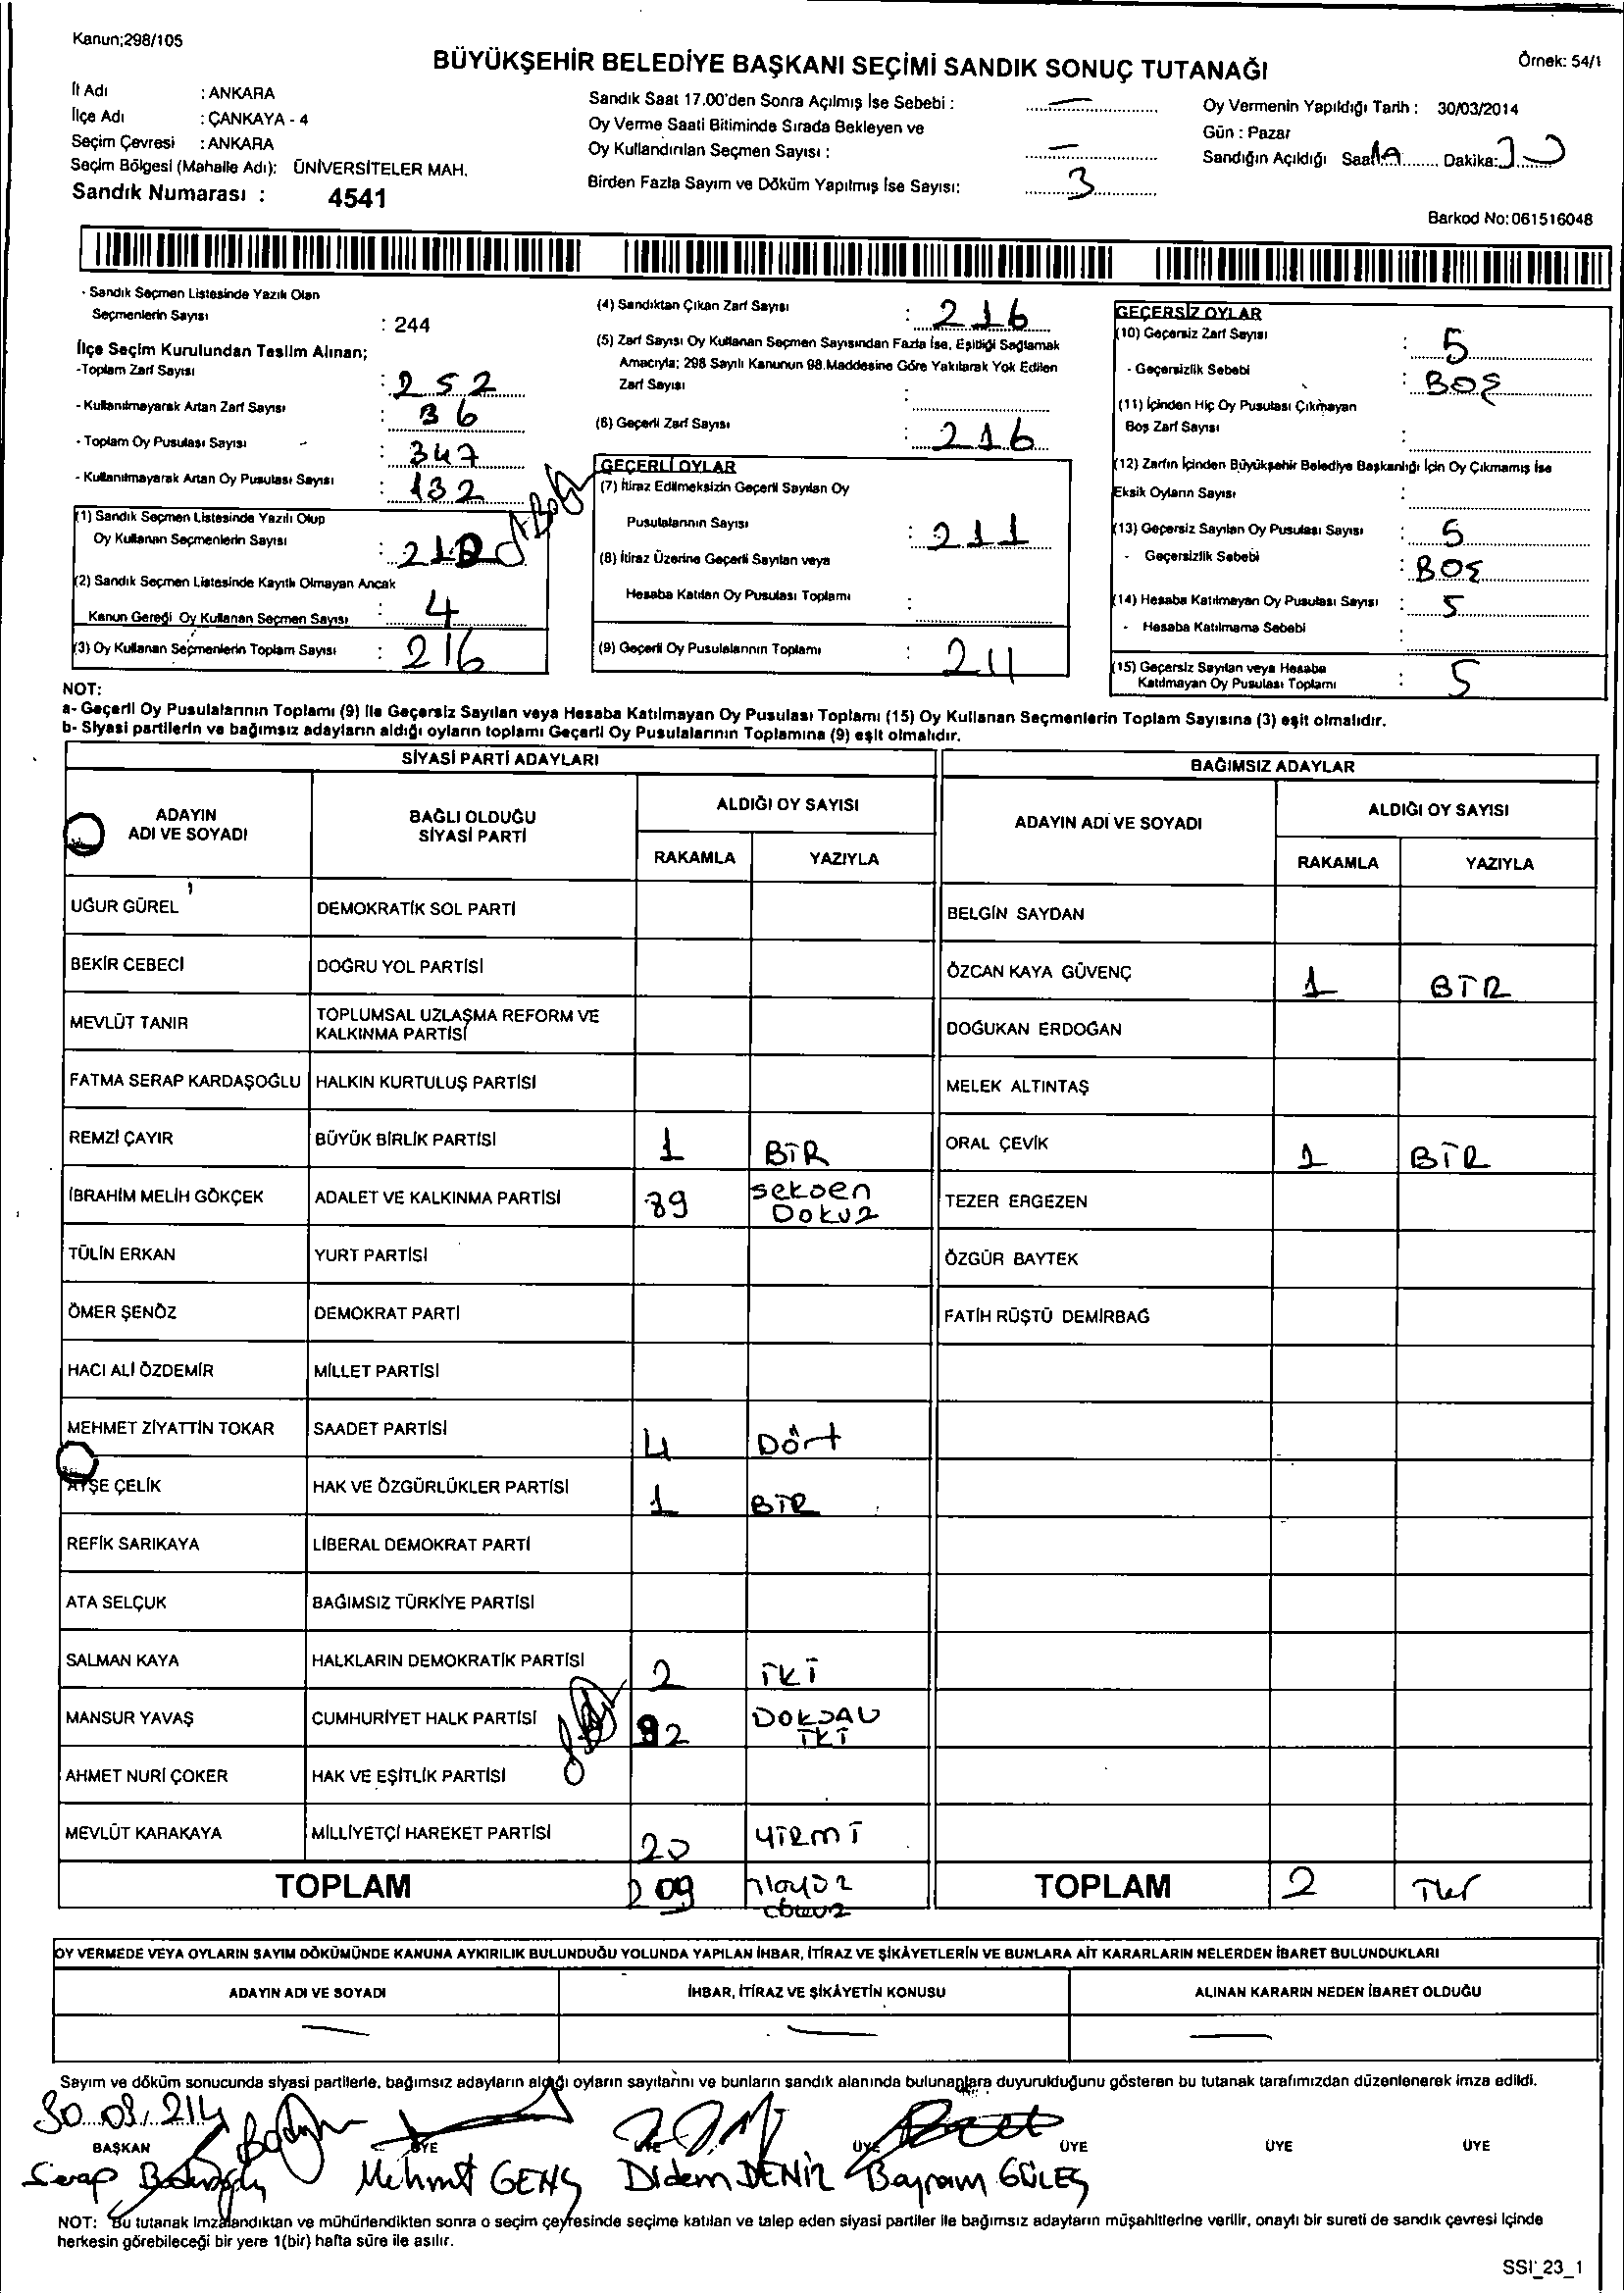 Kanun;298/105
BÜYÜKŞEHİR BELEDİYE BAŞKANI SEÇİMİ SANDIK SONUÇ TUTANAĞI
Örnek: 54/1
İl Adı : ANKARA
İlçe Adı : ÇANKAYA - 4
Seçim Çevresi : ANKARA
Seçim Bölgesi (Mahalle Adı): ÜNİVERSİTELER MAH.
Sandık Numarası : 4541
Sandık Saat 17.00'den Sonra Açılmış İse Sebebi : —
Oy Verme Saati Bitiminde Sırada Bekleyen ve
Oy Kullandırılan Seçmen Sayısı : —
Birden Fazla Sayım ve Döküm Yapılmış İse Sayısı: 3
Oy Vermenin Yapıldığı Tarih : 30/03/2014
Gün : Pazar
Sandığın Açıldığı Saat Dakika:
Barkod No: 061516048
- Sandık Seçmen Listesinde Yazılı Olan
Seçmenlerin Sayısı : 244
İlçe Seçim Kurulundan Teslim Alınan;
-Toplam Zarf Sayısı : 252
- Kullanılmayarak Artan Zarf Sayısı : 36
- Toplam Oy Pusulası Sayısı : 347
- Kullanılmayarak Artan Oy Pusulası Sayısı : 132
(1) Sandık Seçmen Listesinde Yazılı Olup
Oy Kullanan Seçmenlerin Sayısı :
(2) Sandık Seçmen Listesinde Kayıtlı Olmayan Ancak
Kanun Gereği Oy Kullanan Seçmen Sayısı : 4
(3) Oy Kullanan Seçmenlerin Toplam Sayısı : 216
(4) Sandıktan Çıkan Zarf Sayısı : 216
(5) Zarf Sayısı Oy Kullanan Seçmen Sayısından Fazla İse, Eşitliği Sağlamak
Amacıyla; 298 Sayılı Kanunun 98.Maddesine Göre Yakılarak Yok Edilen
Zarf Sayısı :
(6) Geçerli Zarf Sayısı : 216
GEÇERLİ OYLAR
(7) İtiraz Edilmeksizin Geçerli Sayılan Oy
Pusulalarının Sayısı : 211
(8) İtiraz Üzerine Geçerli Sayılan veya
Hesaba Katılan Oy Pusulası Toplamı :
(9) Geçerli Oy Pusulalarının Toplamı : 211
GEÇERSİZ OYLAR
(10) Geçersiz Zarf Sayısı : 5
- Geçersizlik Sebebi : BOŞ
(11) İçinden Hiç Oy Pusulası Çıkmayan
Boş Zarf Sayısı :
(12) Zarfın İçinden Büyükşehir Belediye Başkanlığı İçin Oy Çıkmamış İse
Eksik Oyların Sayısı :
(13) Geçersiz Sayılan Oy Pusulası Sayısı : 5
- Geçersizlik Sebebi : BOŞ
(14) Hesaba Katılmayan Oy Pusulası Sayısı : 5
- Hesaba Katılmama Sebebi :
(15) Geçersiz Sayılan veya Hesaba
Katılmayan Oy Pusulası Toplamı : 5
NOT:
a- Geçerli Oy Pusulalarının Toplamı (9) ile Geçersiz Sayılan veya Hesaba Katılmayan Oy Pusulası Toplamı (15) Oy Kullanan Seçmenlerin Toplam Sayısına (3) eşit olmalıdır.
b- Siyasi partilerin ve bağımsız adayların aldığı oyların toplamı Geçerli Oy Pusulalarının Toplamına (9) eşit olmalıdır.
SİYASİ PARTİ ADAYLARI
ADAYIN ADI VE SOYADI
BAĞLI OLDUĞU SİYASİ PARTİ
ALDIĞI OY SAYISI
RAKAMLA YAZIYLA
UĞUR GÜREL DEMOKRATİK SOL PARTİ
BEKİR CEBECİ DOĞRU YOL PARTİSİ
MEVLÜT TANIR TOPLUMSAL UZLAŞMA REFORM VE
KALKINMA PARTİSİ
FATMA SERAP KARDAŞOĞLU HALKIN KURTULUŞ PARTİSİ
REMZİ ÇAYIR BÜYÜK BİRLİK PARTİSİ 1 BİR
İBRAHİM MELİH GÖKÇEK ADALET VE KALKINMA PARTİSİ 89 seksen
Dokuz
TÜLİN ERKAN YURT PARTİSİ
ÖMER ŞENÖZ DEMOKRAT PARTİ
HACI ALİ ÖZDEMİR MİLLET PARTİSİ
MEHMET ZİYATTİN TOKAR SAADET PARTİSİ 4 Dört
AYŞE ÇELİK HAK VE ÖZGÜRLÜKLER PARTİSİ 1 BİR
REFİK SARIKAYA LİBERAL DEMOKRAT PARTİ
ATA SELÇUK BAĞIMSIZ TÜRKİYE PARTİSİ
SALMAN KAYA HALKLARIN DEMOKRATİK PARTİSİ 2 İKİ
MANSUR YAVAŞ CUMHURİYET HALK PARTİSİ 92 DOKSAN
İKİ
AHMET NURİ ÇOKER HAK VE EŞİTLİK PARTİSİ
MEVLÜT KARAKAYA MİLLİYETÇİ HAREKET PARTİSİ 20 YİRMİ
TOPLAM 209 ikiyüz
dokuz
BAĞIMSIZ ADAYLAR
ADAYIN ADI VE SOYADI
ALDIĞI OY SAYISI
RAKAMLA YAZIYLA
BELGİN SAYDAN
ÖZCAN KAYA GÜVENÇ 1 BİR
DOĞUKAN ERDOĞAN
MELEK ALTINTAŞ
ORAL ÇEVİK 1 BİR
TEZER ERGEZEN
ÖZGÜR BAYTEK
FATİH RÜŞTÜ DEMİRBAĞ
TOPLAM 2
OY VERMEDE VEYA OYLARIN SAYIM DÖKÜMÜNDE KANUNA AYKIRILIK BULUNDUĞU YOLUNDA YAPILAN İHBAR, İTİRAZ VE ŞİKÂYETLERİN VE BUNLARA AİT KARARLARIN NELERDEN İBARET BULUNDUKLARI
ADAYIN ADI VE SOYADI İHBAR, İTİRAZ VE ŞİKÂYETİN KONUSU ALINAN KARARIN NEDEN İBARET OLDUĞU
— — —
Sayım ve döküm sonucunda siyasi partilerle, bağımsız adayların aldığı oyların sayılarını ve bunların sandık alanında bulunanlara duyurulduğunu gösteren bu tutanak tarafımızdan düzenlenerek imza edildi.
30.03.214
BAŞKAN ÜYE ÜYE ÜYE ÜYE ÜYE ÜYE
Serap Mehmet GENÇ Didem DENİZ Bayram GÜLEŞ
NOT: Bu tutanak imzalandıktan ve mühürlendikten sonra o seçim çevresinde seçime katılan ve talep eden siyasi partiler ile bağımsız adayların müşahitlerine verilir, onaylı bir sureti de sandık çevresi içinde
herkesin görebileceği bir yere 1(bir) hafta süre ile asılır.
SSİ_23_1